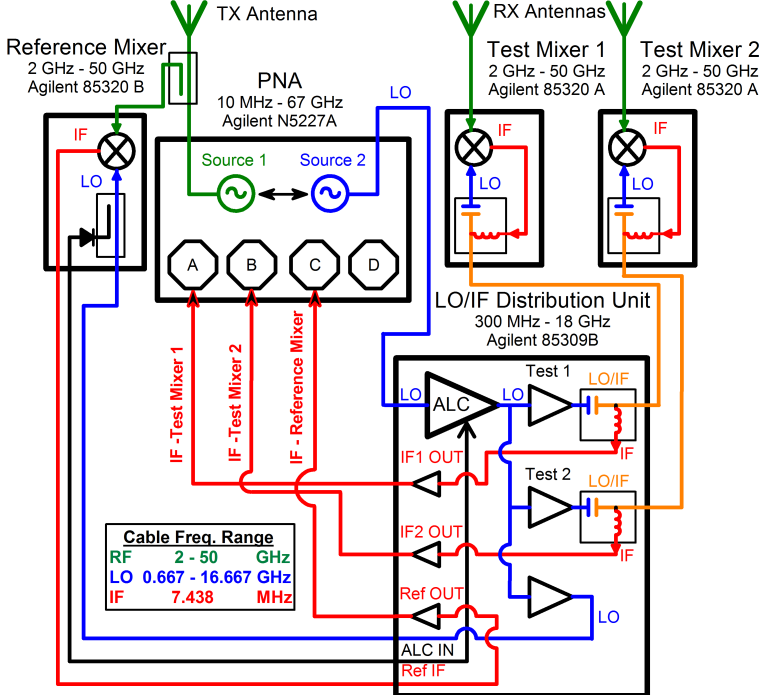 TX Antenna
RX Antennas
Reference Mixer
2 GHz - 50 GHz
Agilent 85320 B
PNA
10 MHz - 67 GHz
Agilent N5227A
LO
Test Mixer 1
2 GHz - 50 GHz
Agilent 85320 A
Test Mixer 2
2 GHz - 50 GHz
Agilent 85320 A
IF
LO
Source 1
Source 2
IF
LO
IF
LO
A
B
C
D
LO/IF Distribution Unit
300 MHz - 18 GHz
Agilent 85309B
IF -Test Mixer 1
IF -Test Mixer 2
IF - Reference Mixer
LO
ALC
LO
Test 1
LO/IF
IF
IF1 OUT
Test 2
LO/IF
IF
IF2 OUT
Ref OUT
LO
ALC IN
Ref IF
Cable Freq. Range
RF 2 - 50 GHz
LO 0.667 - 16.667 GHz
IF 7.438 MHz